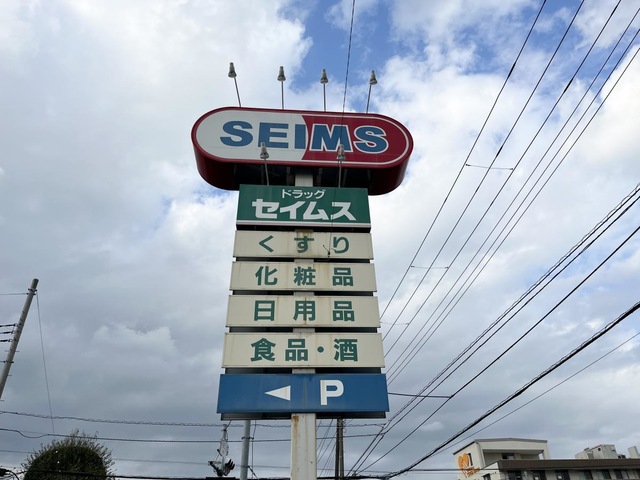 SEIMS
ドラッグ
セイムス
くすり
化粧品
日用品
食品・酒
P